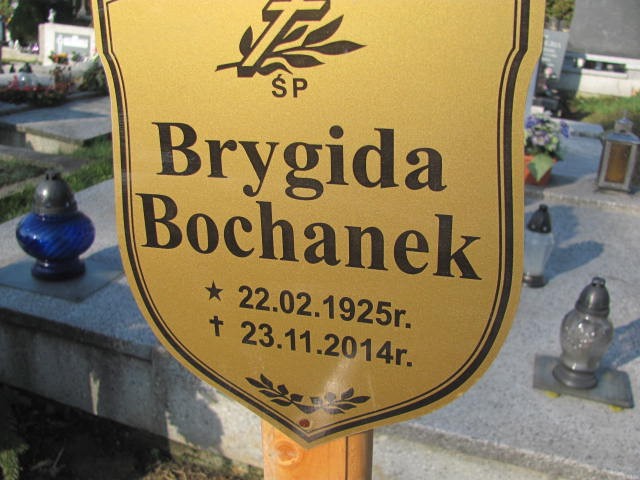 ŚP
Brygida
Bochanek
★ 22.02.1925r.
✝ 23.11.2014r.